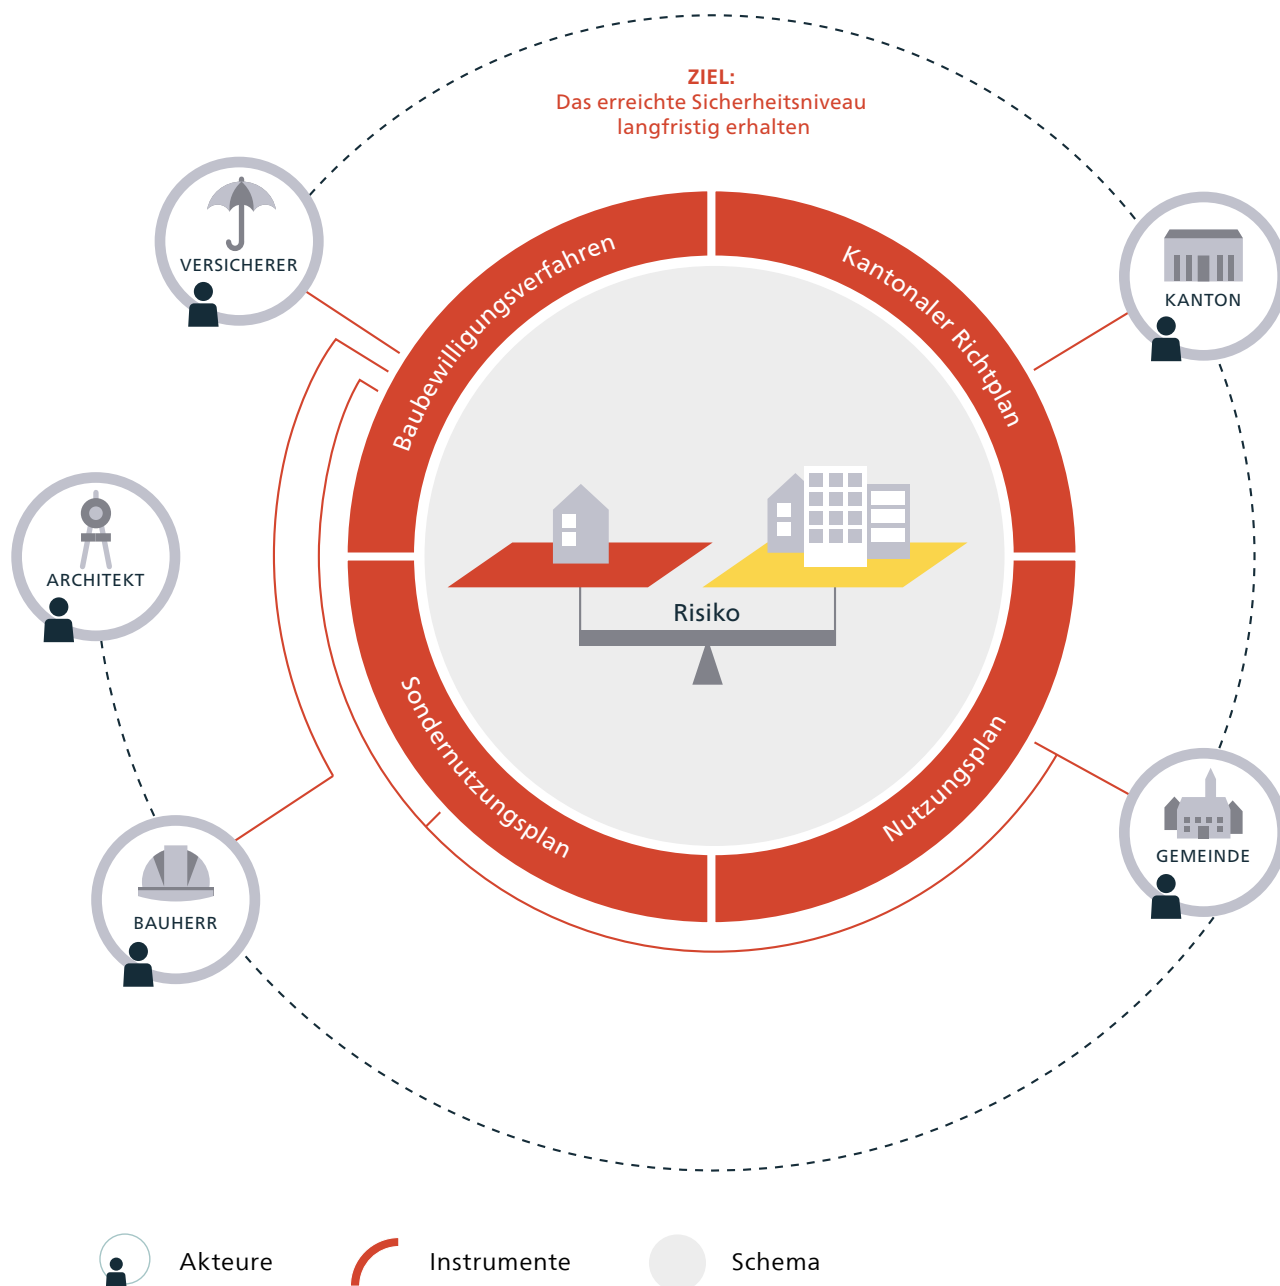 ZIEL:
Das erreichte Sicherheitsniveau
langfristig erhalten
VERSICHERER
KANTON
Baubewilligungsverfahren
Kantonaler Richtplan
ARCHITEKT
Risiko
Sondernutzungsplan
Nutzungsplan
GEMEINDE
BAUHERR
Akteure
Instrumente
Schema